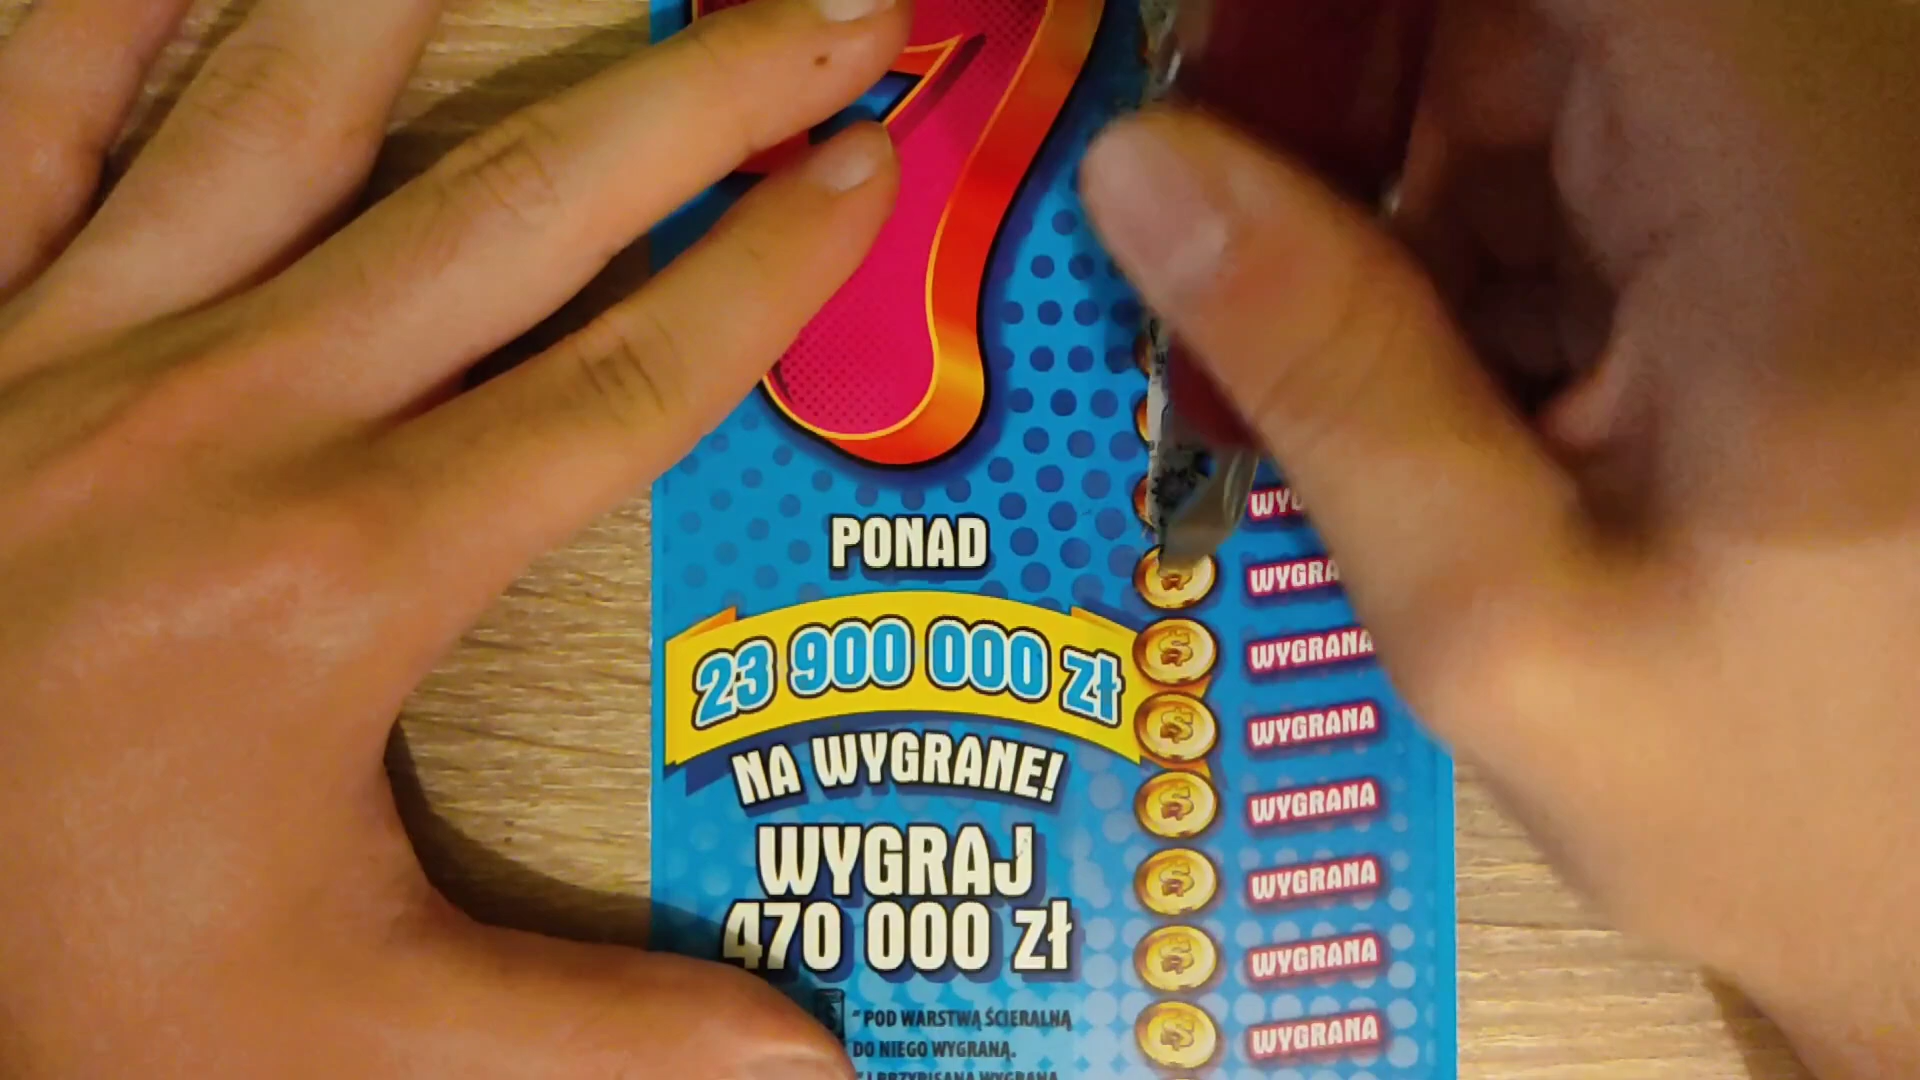 7
PONAD
23 900 000 zł
NA WYGRANE!
WYGRAJ
470 000 zł
POD WARSTWĄ ŚCIERALNĄ
DO NIEGO WYGRANĄ.
WYGRANA
WYGRANA
WYGRANA
WYGRANA
WYGRANA
WYGRANA